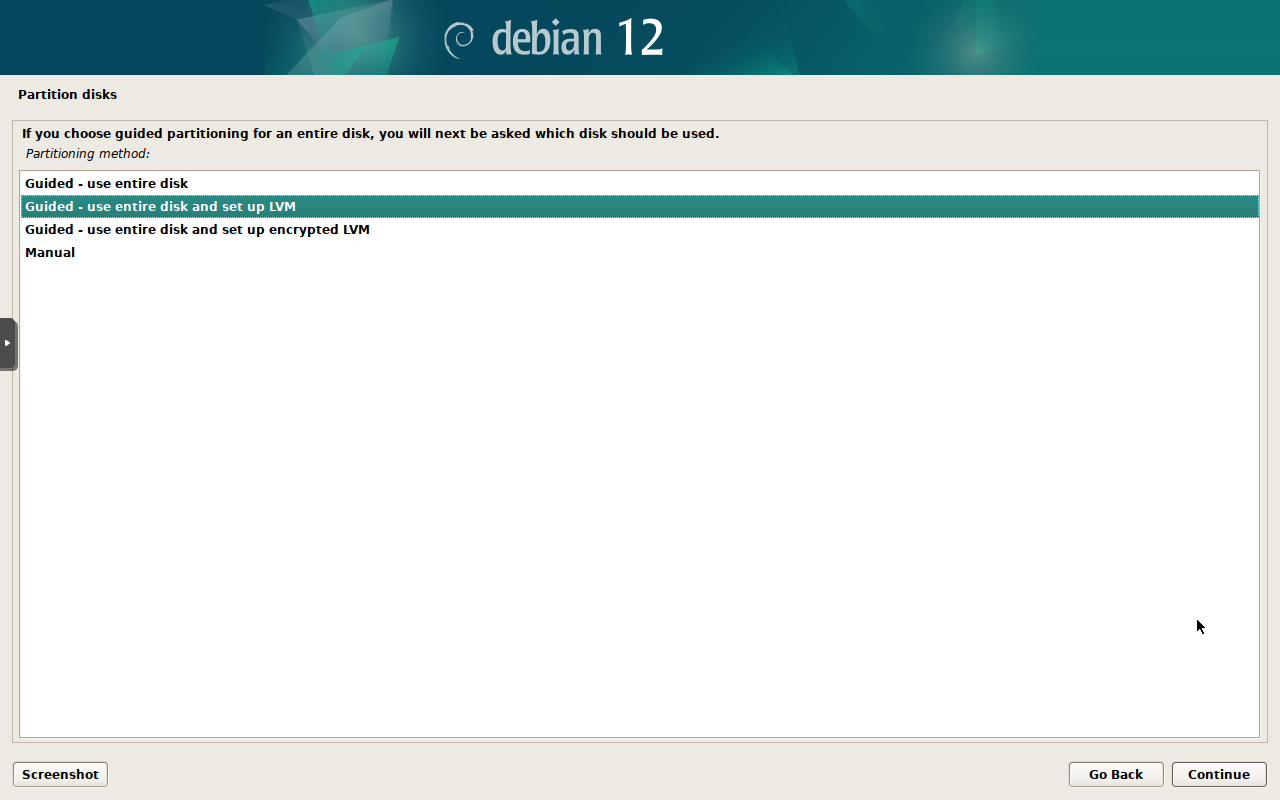 debian 12
Partition disks
If you choose guided partitioning for an entire disk, you will next be asked which disk should be used.
Partitioning method:
Guided - use entire disk
Guided - use entire disk and set up LVM
Guided - use entire disk and set up encrypted LVM
Manual
Screenshot
Go Back
Continue